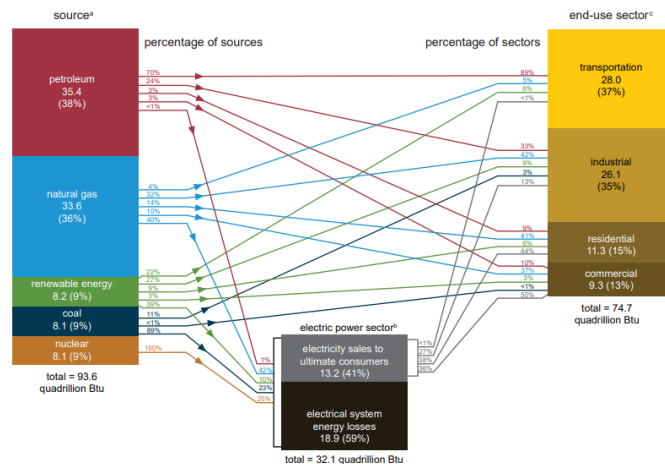 sourceᵃ
end-use sectorᶜ
percentage of sources
percentage of sectors
petroleum
35.4
(38%)
natural gas
33.6
(36%)
renewable energy
8.2 (9%)
coal
8.1 (9%)
nuclear
8.1 (9%)
total = 93.6
quadrillion Btu
70%
24%
3%
3%
<1%
4%
32%
14%
10%
40%
22%
27%
9%
3%
39%
11%
<1%
89%
100%
electric power sectorᵇ
electricity sales to
ultimate consumers
13.2 (41%)
electrical system
energy losses
18.9 (59%)
total = 32.1 quadrillion Btu
1%
42%
10%
23%
25%
<1%
27%
38%
36%
89%
5%
6%
<1%
33%
42%
9%
3%
13%
9%
41%
6%
44%
10%
37%
3%
<1%
50%
transportation
28.0
(37%)
industrial
26.1
(35%)
residential
11.3 (15%)
commercial
9.3 (13%)
total = 74.7
quadrillion Btu